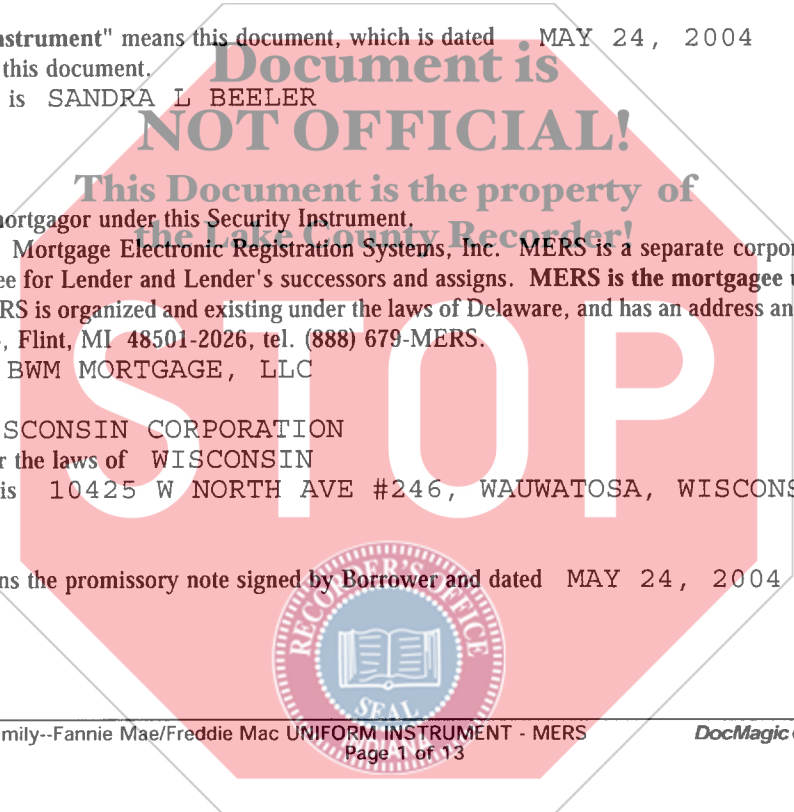 nstrument" means this document, which is dated MAY 24, 2004
this document.
Document is
is SANDRA L BEELER
NOT OFFICIAL!
This Document is the property of
mortgagor under this Security Instrument.
the Lake County Recorder!
Mortgage Electronic Registration Systems, Inc. MERS is a separate corpor
ee for Lender and Lender's successors and assigns. MERS is the mortgagee
RS is organized and existing under the laws of Delaware, and has an address an
, Flint, MI 48501-2026, tel. (888) 679-MERS.
BWM MORTGAGE, LLC
STOP
SCONSIN CORPORATION
r the laws of WISCONSIN
is 10425 W NORTH AVE #246, WAUWATOSA, WISCONS
ns the promissory note signed by Borrower and dated MAY 24, 2004
RECORDER'S OFFICE
SEAL
INDIANA
mily--Fannie Mae/Freddie Mac UNIFORM INSTRUMENT - MERS
DocMagic
Page 1 of 13